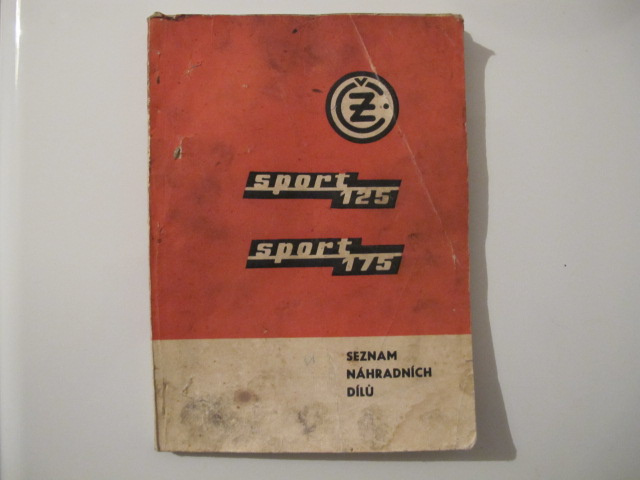 ČZ
sport
125
sport
175
SEZNAM
NÁHRADNÍCH
DÍLŮ